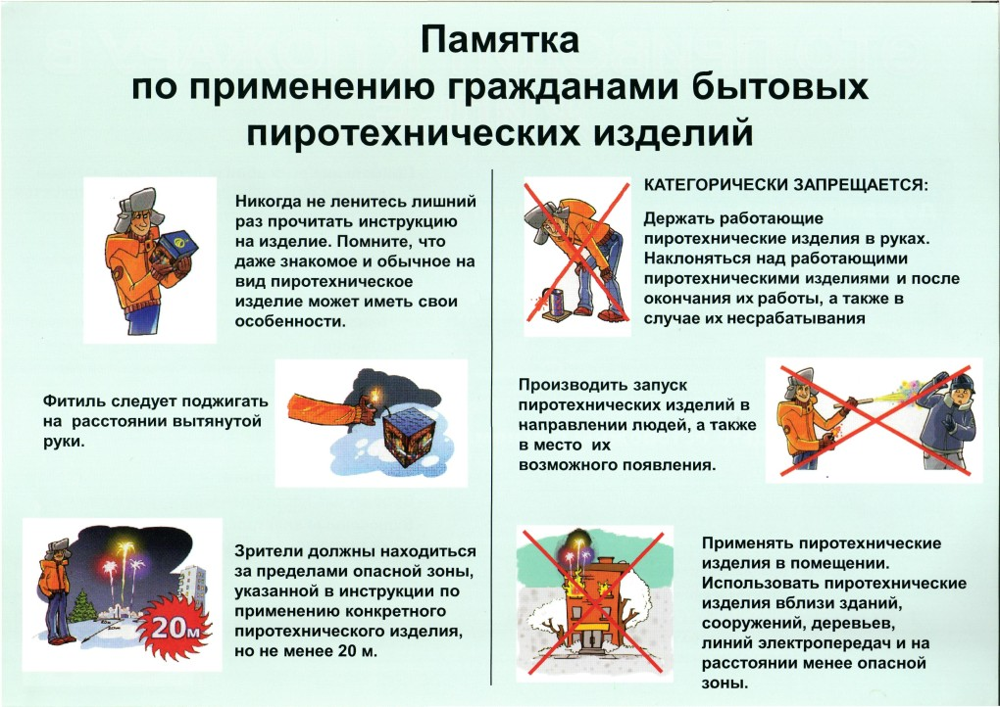 Памятка
по применению гражданами бытовых
пиротехнических изделий
Никогда не ленитесь лишний
раз прочитать инструкцию
на изделие. Помните, что
даже знакомое и обычное на
вид пиротехническое
изделие может иметь свои
особенности.
Фитиль следует поджигать
на расстоянии вытянутой
руки.
20м
Зрители должны находиться
за пределами опасной зоны,
указанной в инструкции по
применению конкретного
пиротехнического изделия,
но не менее 20 м.
КАТЕГОРИЧЕСКИ ЗАПРЕЩАЕТСЯ:
Держать работающие
пиротехнические изделия в руках.
Наклоняться над работающими
пиротехническими изделиями и после
окончания их работы, а также в
случае их несрабатывания
Производить запуск
пиротехнических изделий в
направлении людей, а также
в место их
возможного появления.
Применять пиротехнические
изделия в помещении.
Использовать пиротехнические
изделия вблизи зданий,
сооружений, деревьев,
линий электропередач и на
расстоянии менее опасной
зоны.